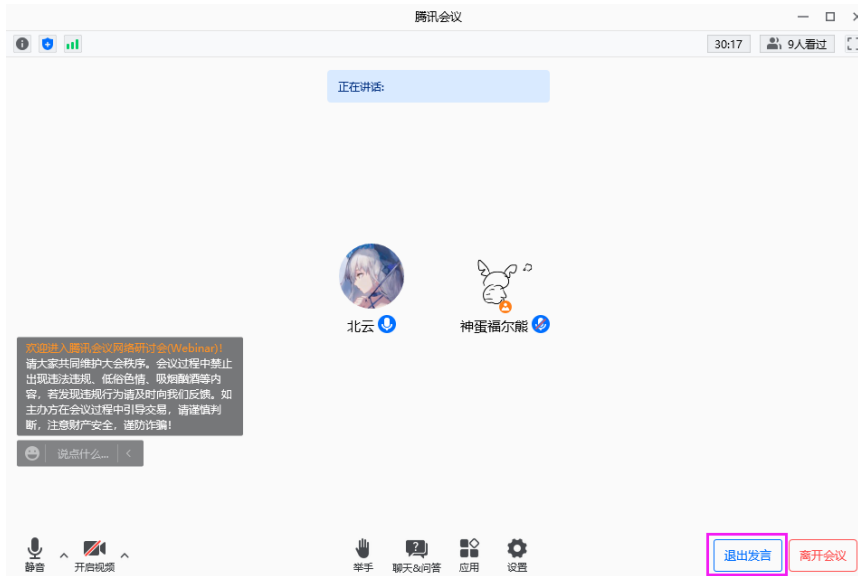 腾讯会议
30:17
9人看过
正在讲话:
北云
神蛋福尔熊
欢迎进入腾讯会议网络研讨会(Webinar)!
请大家共同维护大会秩序。会议过程中禁止
出现违法违规、低俗色情、吸烟酗酒等内
容，若发现违规行为请及时向我们反馈。如
主办方在会议过程中引导交易，请谨慎判
断，注意财产安全，谨防诈骗!
说点什么...
静音
开启视频
举手
聊天&问答
应用
设置
退出发言
离开会议